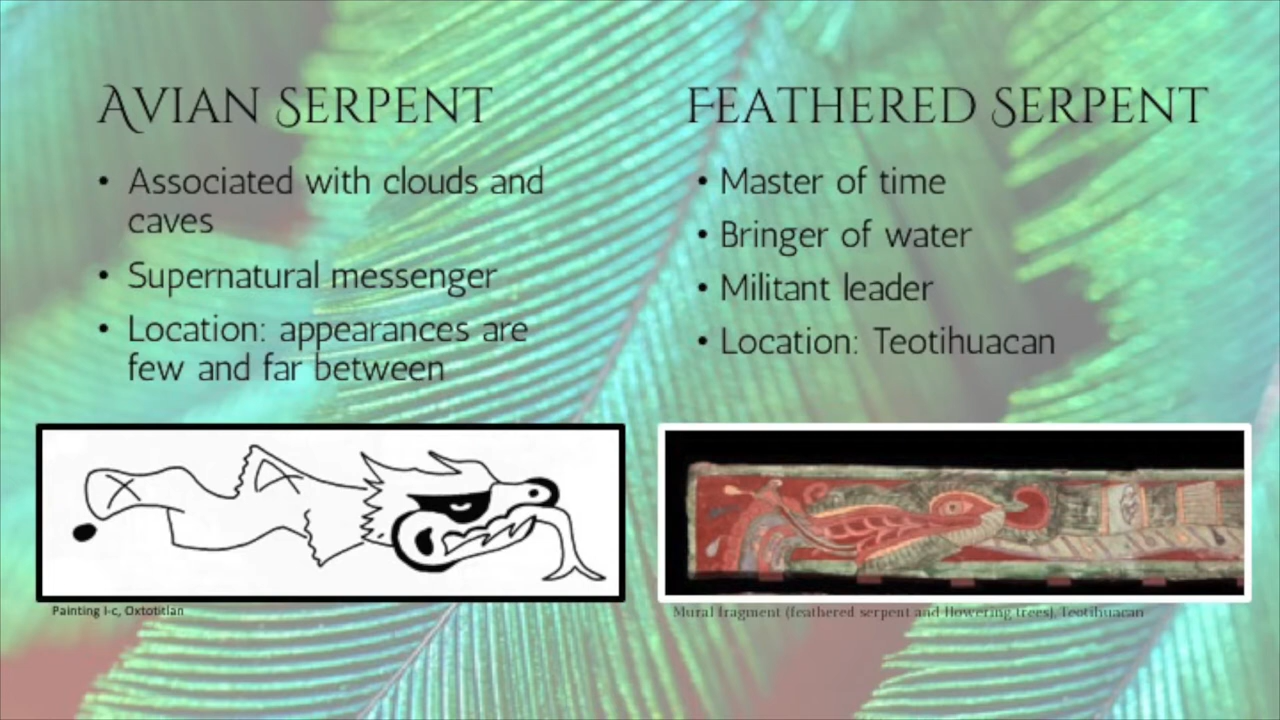 Avian Serpent
• Associated with clouds and
caves
• Supernatural messenger
• Location: appearances are
few and far between
Painting I-c, Oxtotitlan
Feathered Serpent
• Master of time
• Bringer of water
• Militant leader
• Location: Teotihuacan
Mural fragment (feathered serpent and flowering trees), Teotihuacan